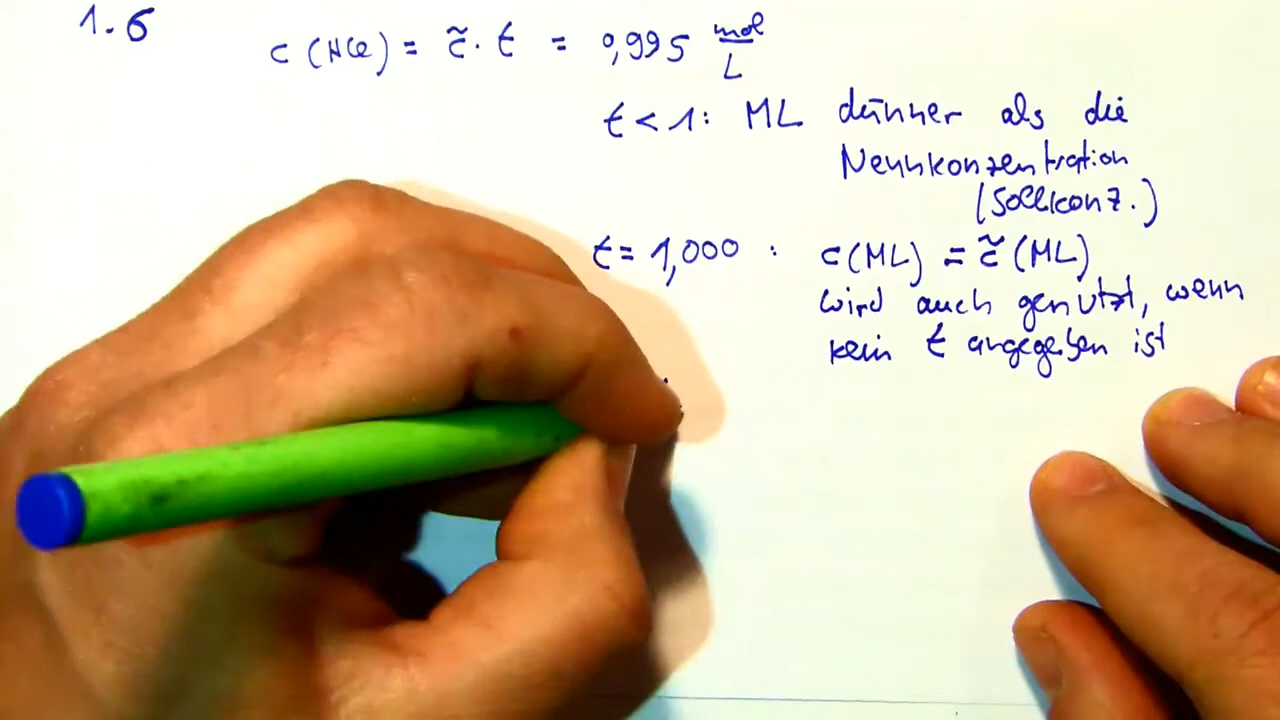 1.6
c (HCl) = c̃ · t = 0,995 mol/L
t < 1: ML dünner als die
Nennkonzentration
(Sollkonz.)
t = 1,000 : c (ML) = c̃ (ML)
wird auch genutzt, wenn
kein t angegeben ist